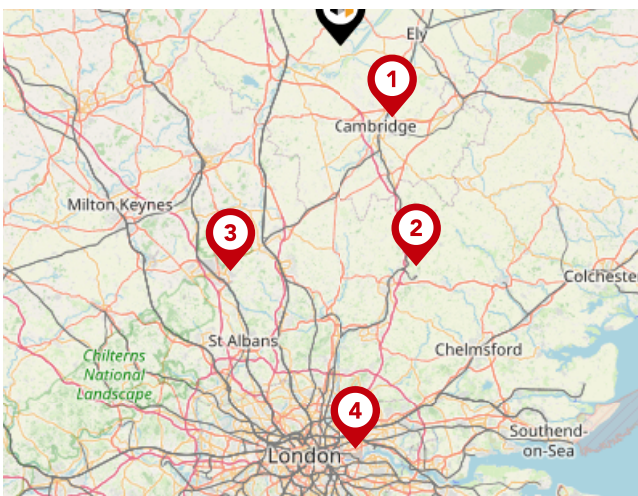 Ely
1
Cambridge
Milton Keynes
3
2
Colchester
St Albans
Chelmsford
Chilterns
National
Landscape
4
Southend-
on-Sea
London